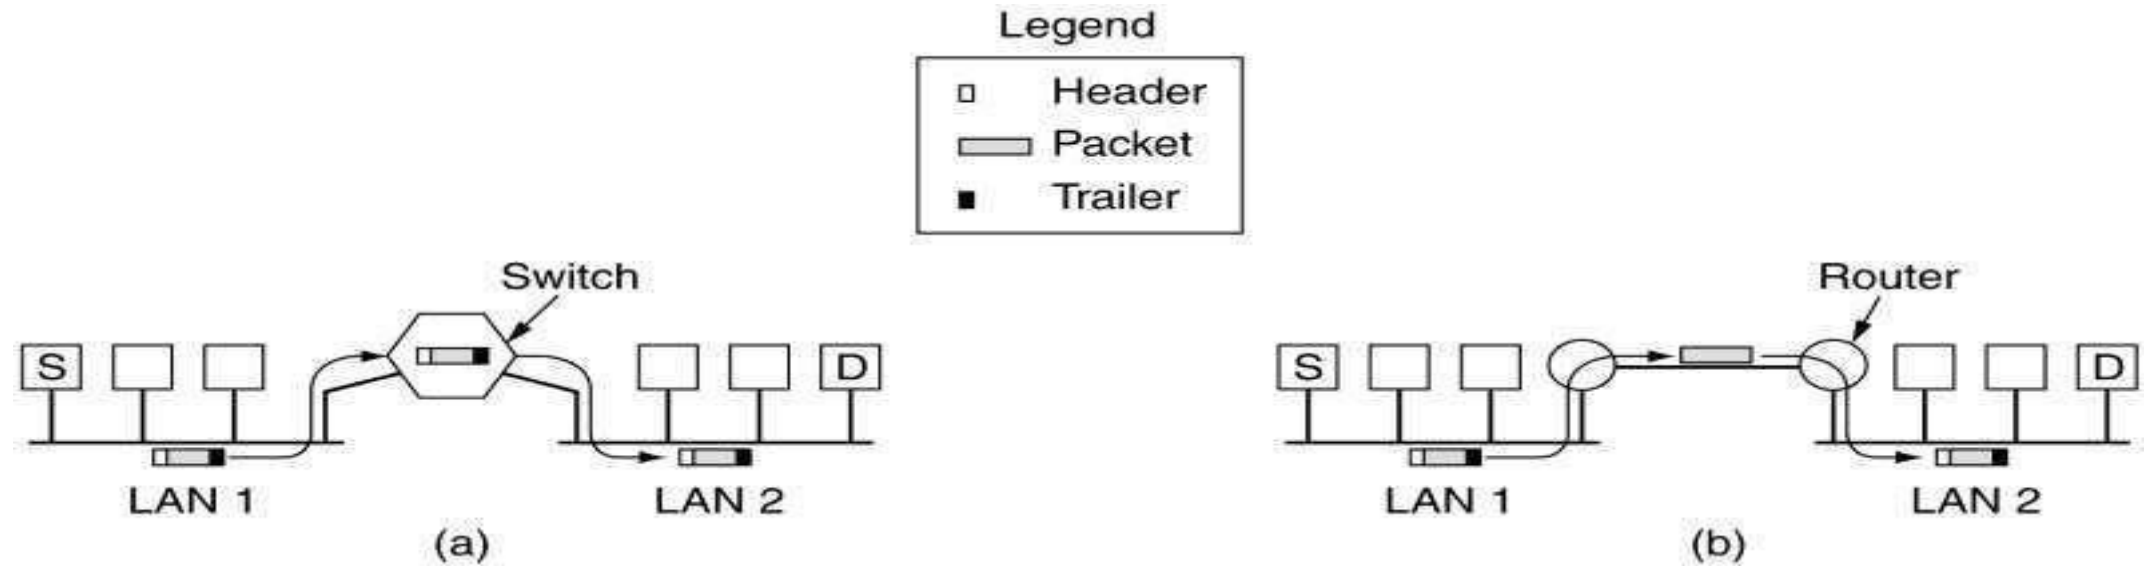 Legend
Header
Packet
Trailer
Switch
S
D
LAN 1
LAN 2
(a)
Router
S
D
LAN 1
LAN 2
(b)